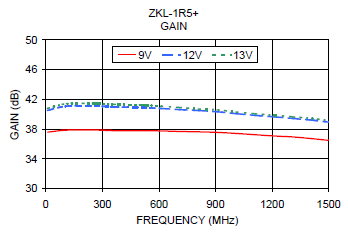 ZKL-1R5+
GAIN
9V 12V 13V
GAIN (dB)
50
46
42
38
34
30
0 300 600 900 1200 1500
FREQUENCY (MHz)